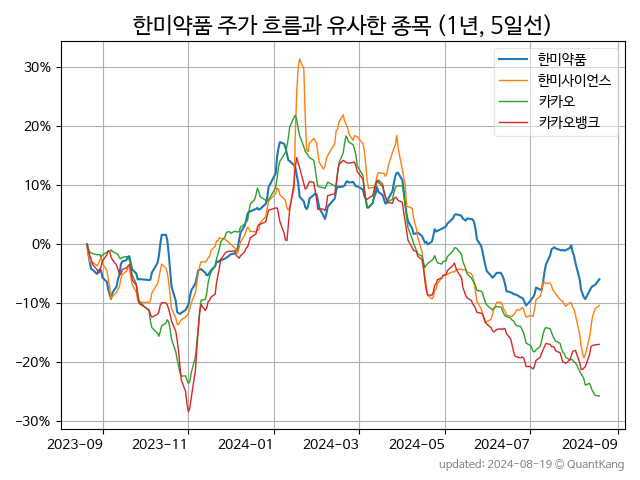 한미약품 주가 흐름과 유사한 종목 (1년, 5일선)
한미약품
한미사이언스
카카오
카카오뱅크
30%
20%
10%
0%
−10%
−20%
−30%
2023-09 2023-11 2024-01 2024-03 2024-05 2024-07 2024-09
updated: 2024-08-19 © QuantKang